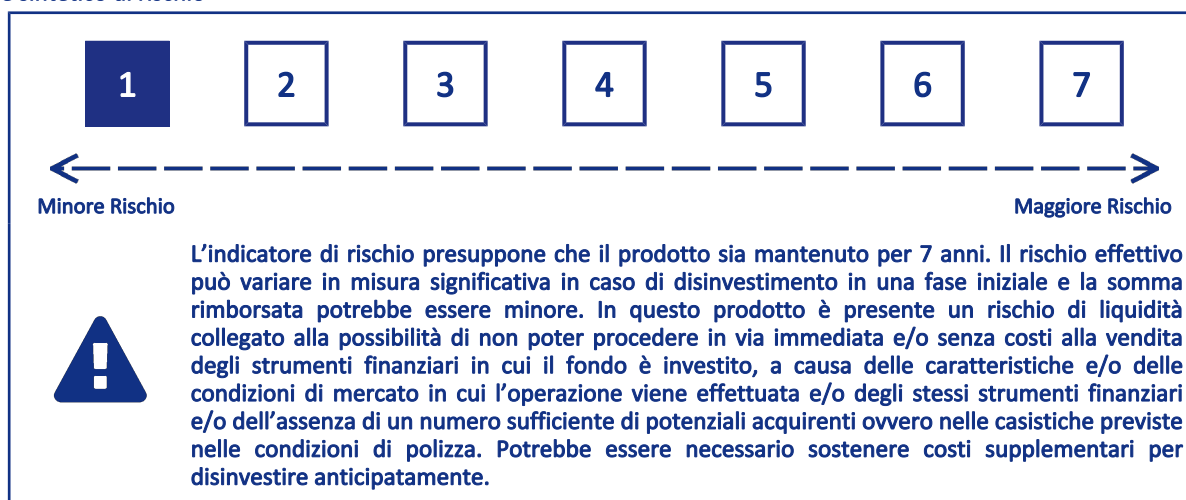 1 2 3 4 5 6 7
Minore Rischio Maggiore Rischio
L'indicatore di rischio presuppone che il prodotto sia mantenuto per 7 anni. Il rischio effettivo
può variare in misura significativa in caso di disinvestimento in una fase iniziale e la somma
rimborsata potrebbe essere minore. In questo prodotto è presente un rischio di liquidità
collegato alla possibilità di non poter procedere in via immediata e/o senza costi alla vendita
degli strumenti finanziari in cui il fondo è investito, a causa delle caratteristiche e/o delle
condizioni di mercato in cui l'operazione viene effettuata e/o degli stessi strumenti finanziari
e/o dell'assenza di un numero sufficiente di potenziali acquirenti ovvero nelle casistiche previste
nelle condizioni di polizza. Potrebbe essere necessario sostenere costi supplementari per
disinvestire anticipatamente.